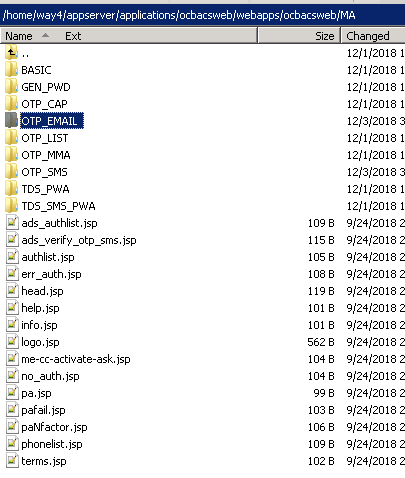 /home/way4/appserver/applications/ocbacsweb/webapps/ocbacsweb/MA
Name Ext Size Changed
.. 12/1/2018 1
BASIC 12/1/2018 1
GEN_PWD 12/1/2018 1
OTP_CAP 12/1/2018 1
OTP_EMAIL 12/3/2018 3
OTP_LIST 12/1/2018 1
OTP_MMA 12/1/2018 1
OTP_SMS 12/3/2018 3
TDS_PWA 12/1/2018 1
TDS_SMS_PWA 12/1/2018 1
ads_authlist.jsp 109 B 9/24/2018 2
ads_verify_otp_sms.jsp 115 B 9/24/2018 2
authlist.jsp 105 B 9/24/2018 2
err_auth.jsp 108 B 9/24/2018 2
head.jsp 119 B 9/24/2018 2
help.jsp 101 B 9/24/2018 2
info.jsp 101 B 9/24/2018 2
logo.jsp 562 B 9/24/2018 2
me-cc-activate-ask.jsp 104 B 9/24/2018 2
no_auth.jsp 104 B 9/24/2018 2
pa.jsp 99 B 9/24/2018 2
pafail.jsp 103 B 9/24/2018 2
paNfactor.jsp 106 B 9/24/2018 2
phonelist.jsp 109 B 9/24/2018 2
terms.jsp 102 B 9/24/2018 2